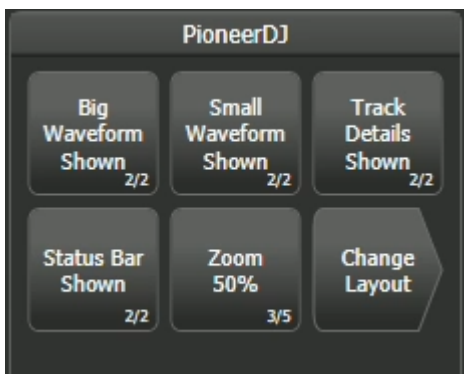 PioneerDJ
Big
Waveform
Shown
2/2
Small
Waveform
Shown
2/2
Track
Details
Shown
2/2
Status Bar
Shown
2/2
Zoom
50%
3/5
Change
Layout